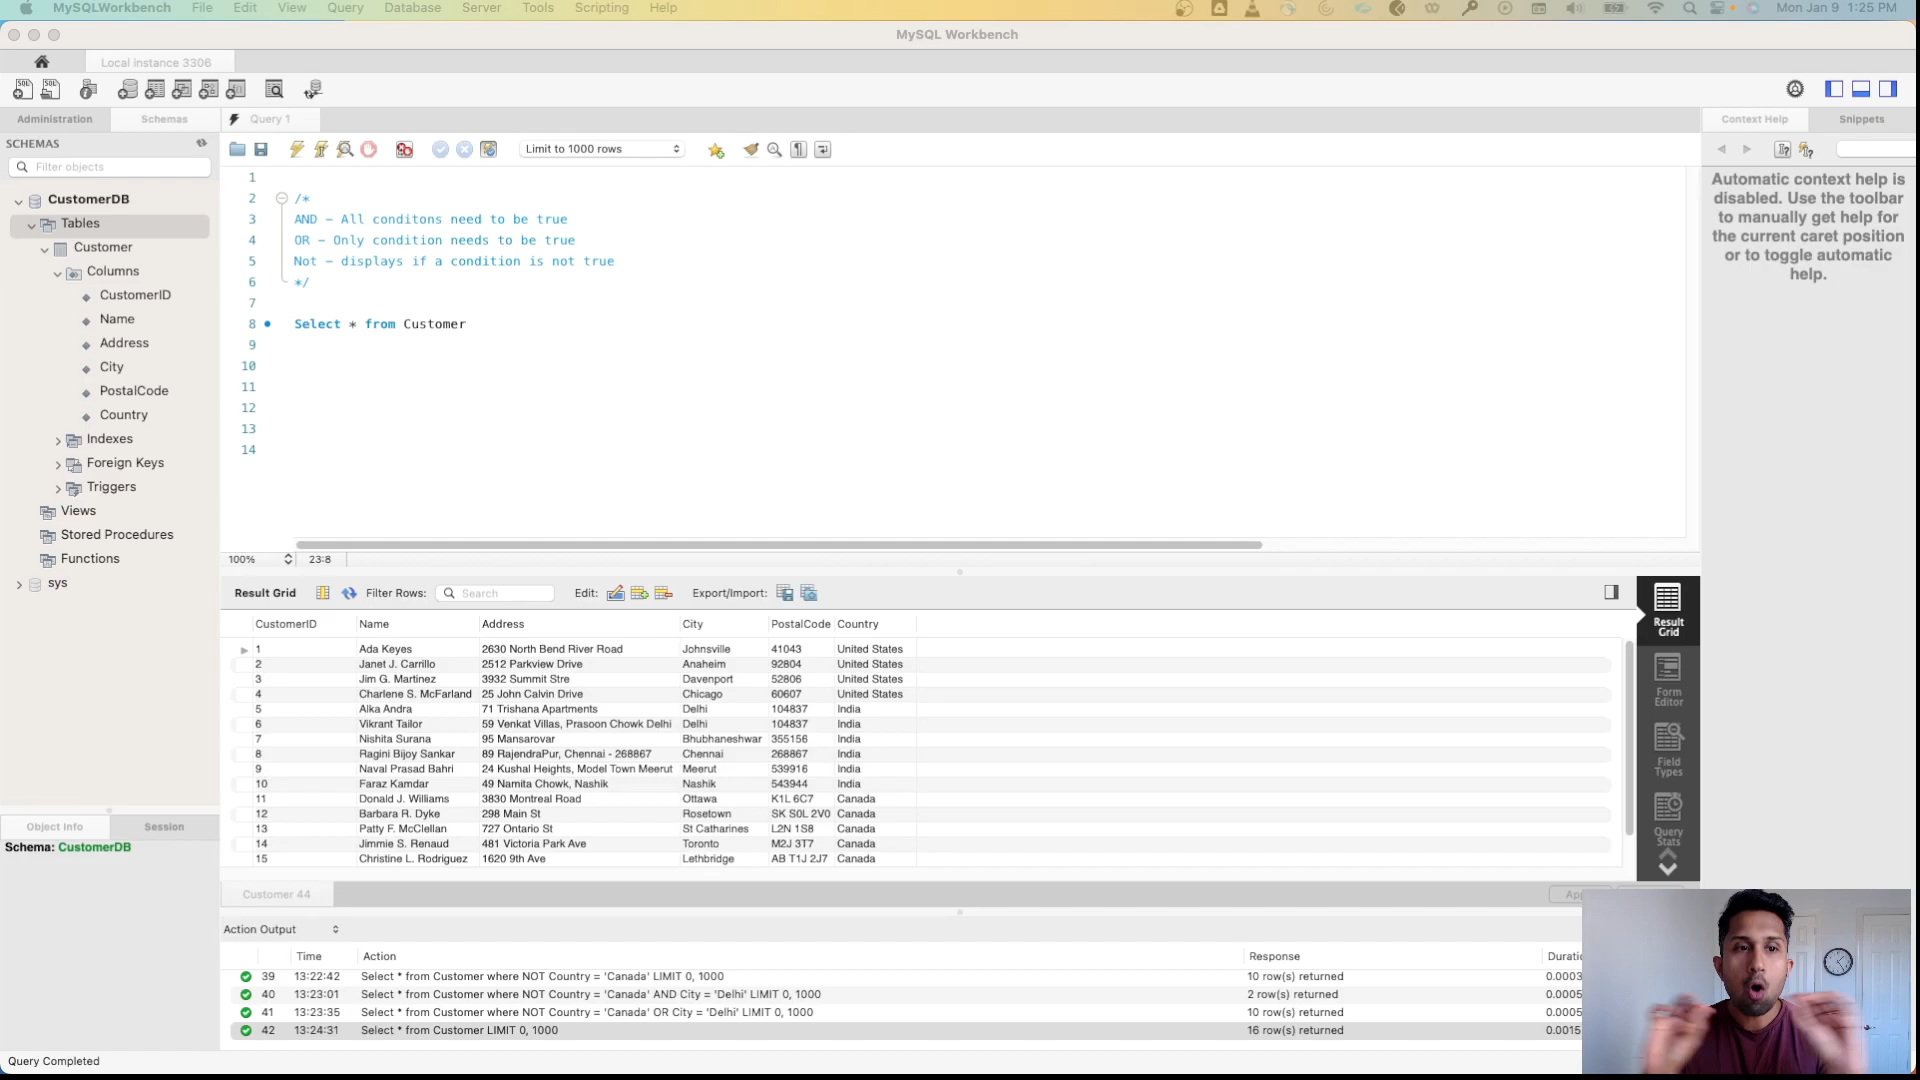 MySQLWorkbench File Edit View Query Database Server Tools Scripting Help Mon Jan 9 1:25 PM
MySQL Workbench
Local instance 3306
Administration Schemas Query 1 Context Help Snippets
SCHEMAS
Filter objects
Limit to 1000 rows
CustomerDB
Tables
Customer
Columns
CustomerID
Name
Address
City
PostalCode
Country
Indexes
Foreign Keys
Triggers
Views
Stored Procedures
Functions
sys
Object Info Session
Schema: CustomerDB
1
2 /*
3 AND - All conditons need to be true
4 OR - Only condition needs to be true
5 Not - displays if a condition is not true
6 */
7
8 Select * from Customer
9
10
11
12
13
14
100% 23:8
Automatic context help is
disabled. Use the toolbar
to manually get help for
the current caret position
or to toggle automatic
help.
Result Grid Filter Rows: Search Edit: Export/Import:
CustomerID Name Address City PostalCode Country
1 Ada Keyes 2630 North Bend River Road Johnsville 41043 United States
2 Janet J. Carrillo 2512 Parkview Drive Anaheim 92804 United States
3 Jim G. Martinez 3932 Summit Stre Davenport 52806 United States
4 Charlene S. McFarland 25 John Calvin Drive Chicago 60607 United States
5 Alka Andra 71 Trishana Apartments Delhi 104837 India
6 Vikrant Tailor 59 Venkat Villas, Prasoon Chowk Delhi Delhi 104837 India
7 Nishita Surana 95 Mansarovar Bhubhaneshwar 355156 India
8 Ragini Bijoy Sankar 89 RajendraPur, Chennai - 268867 Chennai 268867 India
9 Naval Prasad Bahri 24 Kushal Heights, Model Town Meerut Meerut 539916 India
10 Faraz Kamdar 49 Namita Chowk, Nashik Nashik 543944 India
11 Donald J. Williams 3830 Montreal Road Ottawa K1L 6C7 Canada
12 Barbara R. Dyke 298 Main St Rosetown SK S0L 2V0 Canada
13 Patty F. McClellan 727 Ontario St St Catharines L2N 1S8 Canada
14 Jimmie S. Renaud 481 Victoria Park Ave Toronto M2J 3T7 Canada
15 Christine L. Rodriguez 1620 9th Ave Lethbridge AB T1J 2J7 Canada
Result
Grid
Form
Editor
Field
Types
Query
Stats
Customer 44 App
Action Output
Time Action Response Duratic
39 13:22:42 Select * from Customer where NOT Country = 'Canada' LIMIT 0, 1000 10 row(s) returned 0.0003
40 13:23:01 Select * from Customer where NOT Country = 'Canada' AND City = 'Delhi' LIMIT 0, 1000 2 row(s) returned 0.0005
41 13:23:35 Select * from Customer where NOT Country = 'Canada' OR City = 'Delhi' LIMIT 0, 1000 10 row(s) returned 0.0005
42 13:24:31 Select * from Customer LIMIT 0, 1000 16 row(s) returned 0.0015
Query Completed